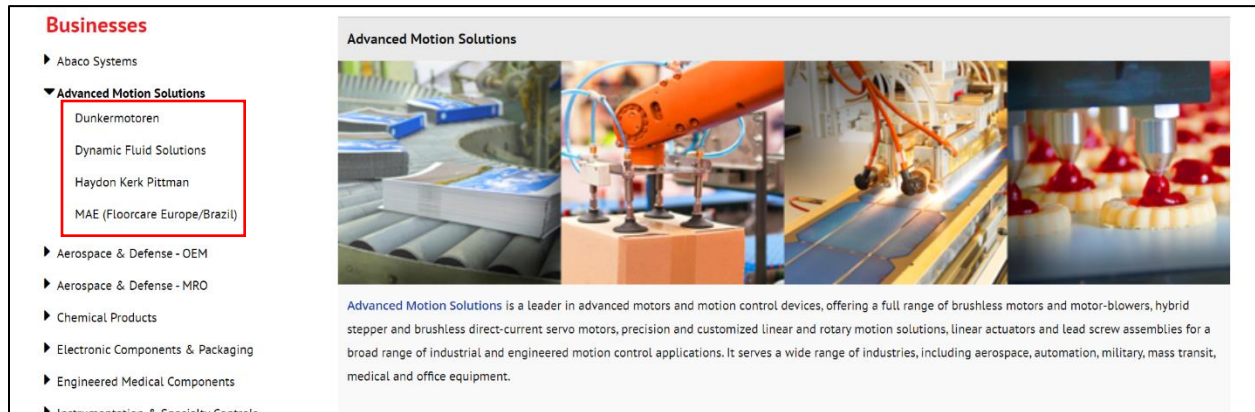 Businesses
Abaco Systems
Advanced Motion Solutions
Dunkermotoren
Dynamic Fluid Solutions
Haydon Kerk Pittman
MAE (Floorcare Europe/Brazil)
Aerospace & Defense - OEM
Aerospace & Defense - MRO
Chemical Products
Electronic Components & Packaging
Engineered Medical Components
Instrumentation & Specialty Controls
Advanced Motion Solutions
Advanced Motion Solutions is a leader in advanced motors and motion control devices, offering a full range of brushless motors and motor-blowers, hybrid
stepper and brushless direct-current servo motors, precision and customized linear and rotary motion solutions, linear actuators and lead screw assemblies for a
broad range of industrial and engineered motion control applications. It serves a wide range of industries, including aerospace, automation, military, mass transit,
medical and office equipment.